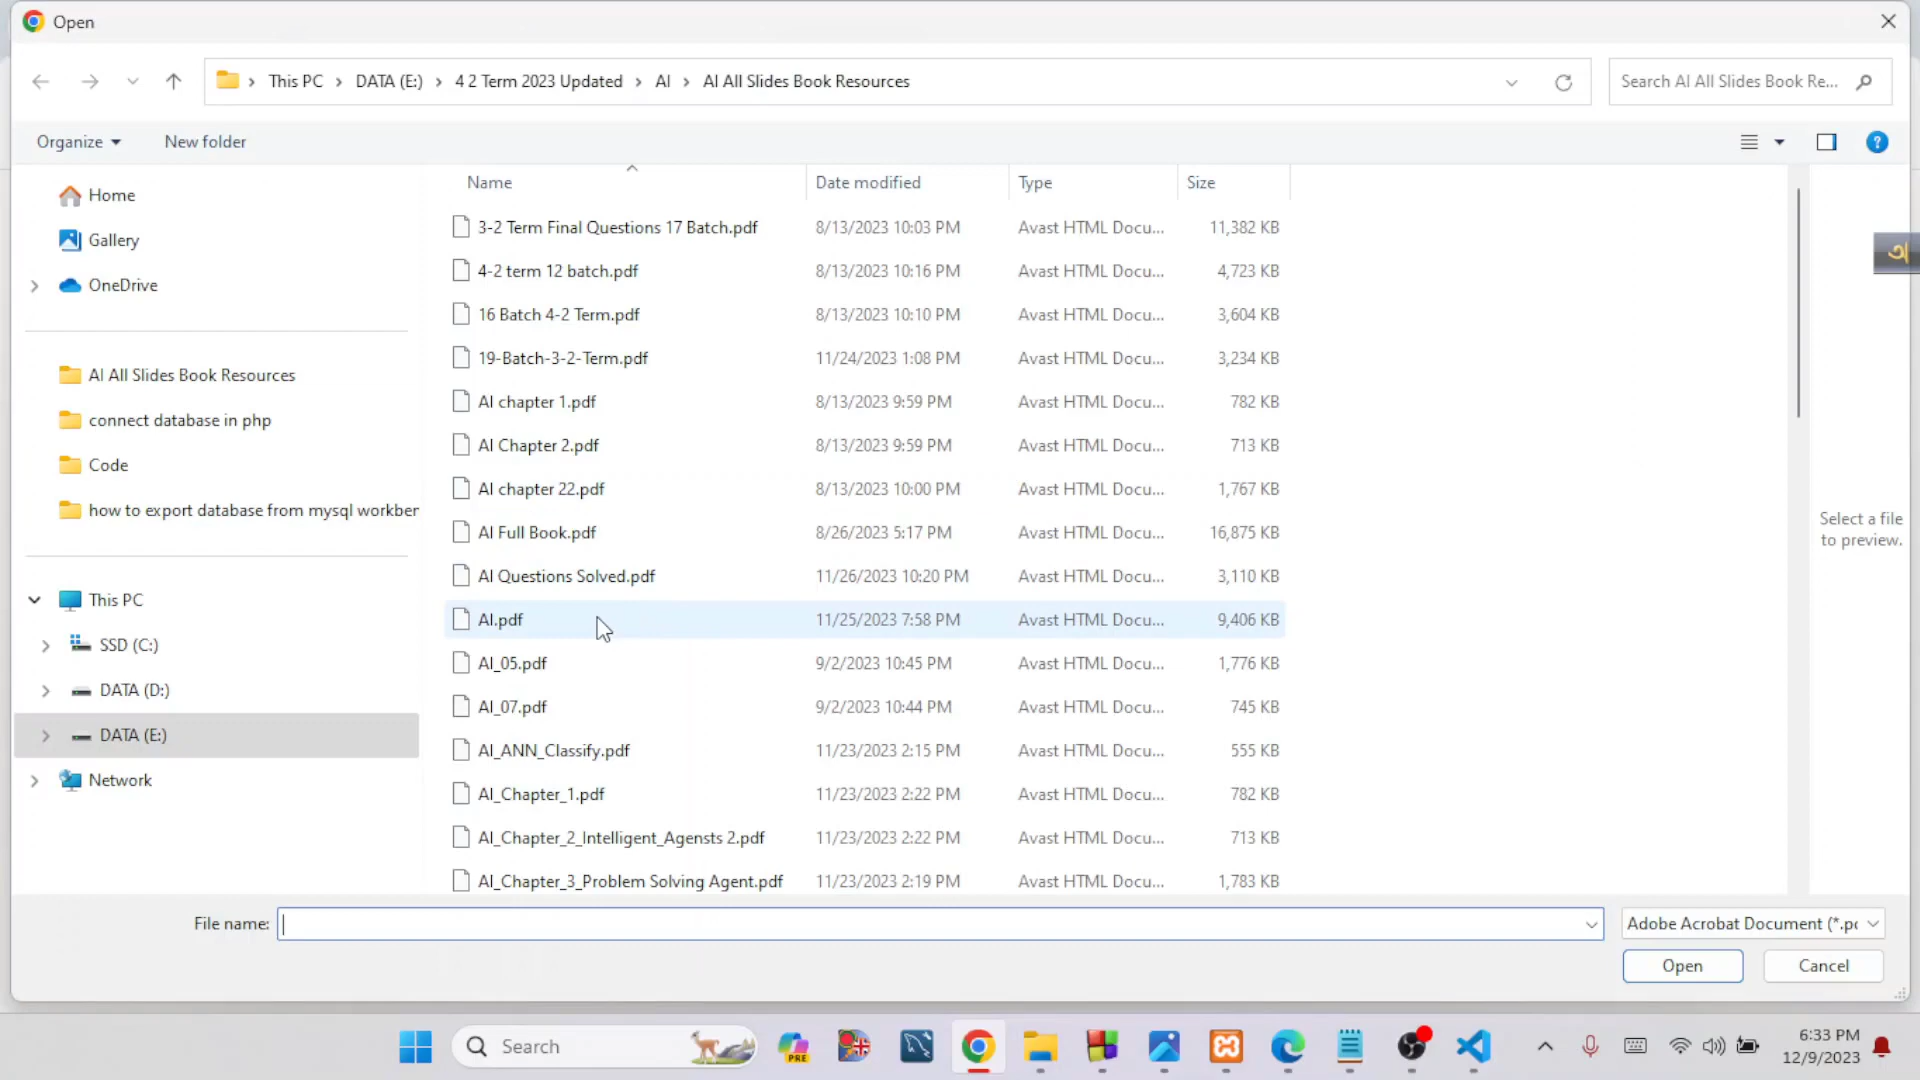 Open
This PC > DATA (E:) > 4 2 Term 2023 Updated > AI > AI All Slides Book Resources
Search AI All Slides Book Re...
Organize
New folder
Home
Gallery
OneDrive
AI All Slides Book Resources
connect database in php
Code
how to export database from mysql workber
This PC
SSD (C:)
DATA (D:)
DATA (E:)
Network
Name Date modified Type Size
3-2 Term Final Questions 17 Batch.pdf 8/13/2023 10:03 PM Avast HTML Docu... 11,382 KB
4-2 term 12 batch.pdf 8/13/2023 10:16 PM Avast HTML Docu... 4,723 KB
16 Batch 4-2 Term.pdf 8/13/2023 10:10 PM Avast HTML Docu... 3,604 KB
19-Batch-3-2-Term.pdf 11/24/2023 1:08 PM Avast HTML Docu... 3,234 KB
AI chapter 1.pdf 8/13/2023 9:59 PM Avast HTML Docu... 782 KB
AI Chapter 2.pdf 8/13/2023 9:59 PM Avast HTML Docu... 713 KB
AI chapter 22.pdf 8/13/2023 10:00 PM Avast HTML Docu... 1,767 KB
AI Full Book.pdf 8/26/2023 5:17 PM Avast HTML Docu... 16,875 KB
AI Questions Solved.pdf 11/26/2023 10:20 PM Avast HTML Docu... 3,110 KB
AI.pdf 11/25/2023 7:58 PM Avast HTML Docu... 9,406 KB
AI_05.pdf 9/2/2023 10:45 PM Avast HTML Docu... 1,776 KB
AI_07.pdf 9/2/2023 10:44 PM Avast HTML Docu... 745 KB
AI_ANN_Classify.pdf 11/23/2023 2:15 PM Avast HTML Docu... 555 KB
AI_Chapter_1.pdf 11/23/2023 2:22 PM Avast HTML Docu... 782 KB
AI_Chapter_2_Intelligent_Agensts 2.pdf 11/23/2023 2:22 PM Avast HTML Docu... 713 KB
AI_Chapter_3_Problem Solving Agent.pdf 11/23/2023 2:19 PM Avast HTML Docu... 1,783 KB
Select a file
to preview.
অ
File name:
Adobe Acrobat Document (*.pc
Open
Cancel
Search
PRE
6:33 PM
12/9/2023